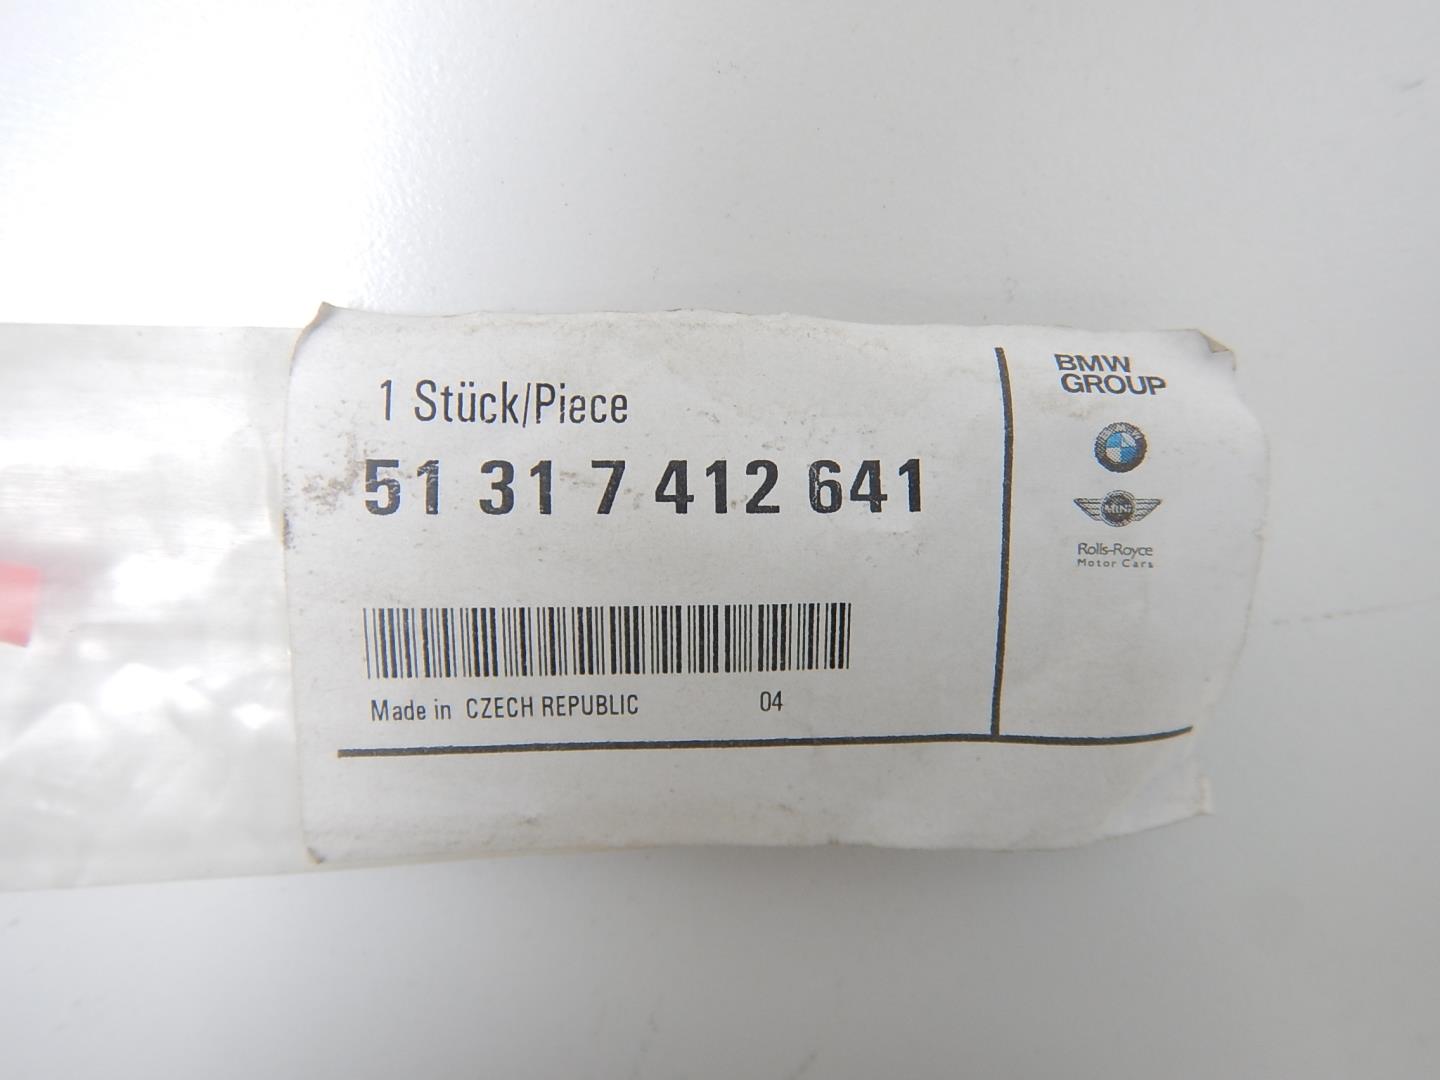 1 Stück/Piece
51 31 7 412 641
Made in CZECH REPUBLIC 04
BMW
GROUP
MINI
Rolls-Royce
Motor Cars